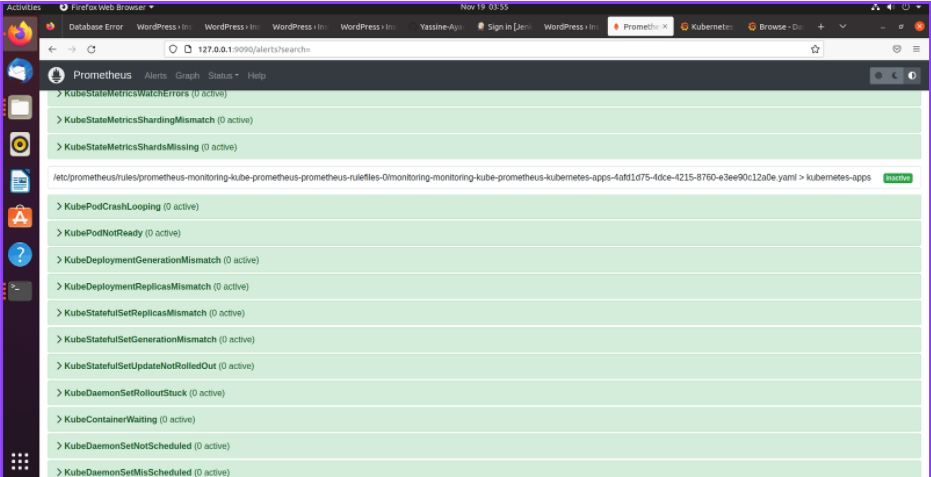 Activities Firefox Web Browser Nov 19 03:55
Database Error WordPress › Ins WordPress › Ins WordPress › Ins WordPress › Ins Yassine-Ayo Sign in [Jen WordPress › Ins Promethe Kubernetes Browse - Da
127.0.0.1:9090/alerts?search=
Prometheus Alerts Graph Status Help
KubeStateMetricsWatchErrors (0 active)
KubeStateMetricsShardingMismatch (0 active)
KubeStateMetricsShardsMissing (0 active)
/etc/prometheus/rules/prometheus-monitoring-kube-prometheus-prometheus-rulefiles-0/monitoring-monitoring-kube-prometheus-kubernetes-apps-4afd1d75-4dce-4215-8760-e3ee90c12a0e.yaml > kubernetes-apps Inactive
KubePodCrashLooping (0 active)
KubePodNotReady (0 active)
KubeDeploymentGenerationMismatch (0 active)
KubeDeploymentReplicasMismatch (0 active)
KubeStatefulSetReplicasMismatch (0 active)
KubeStatefulSetGenerationMismatch (0 active)
KubeStatefulSetUpdateNotRolledOut (0 active)
KubeDaemonSetRolloutStuck (0 active)
KubeContainerWaiting (0 active)
KubeDaemonSetNotScheduled (0 active)
KubeDaemonSetMisScheduled (0 active)